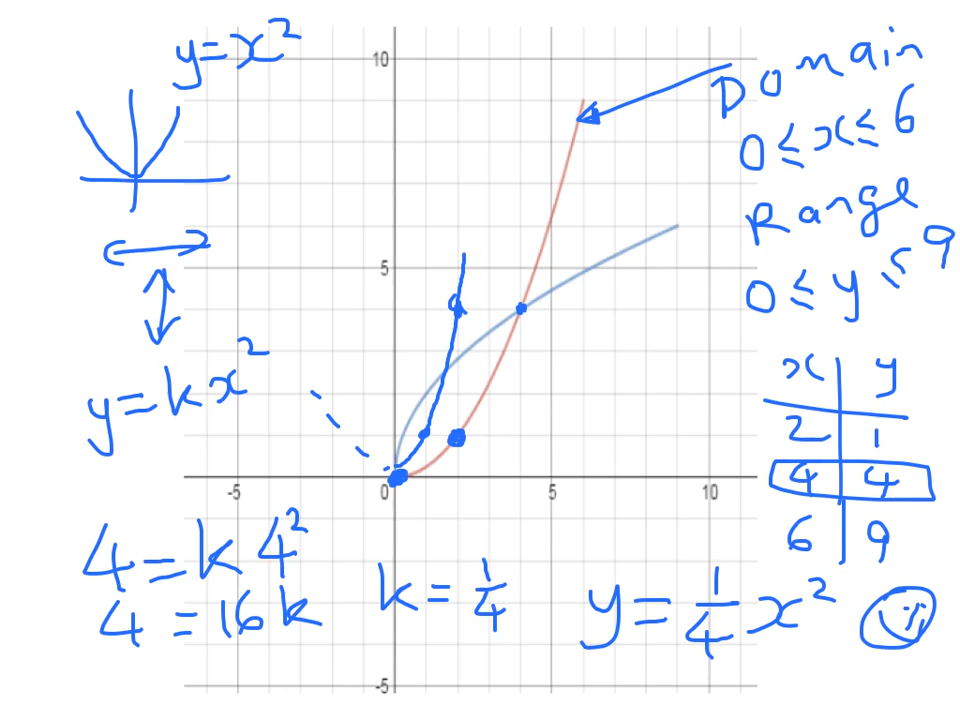 y=x²
10
Domain
0≤x≤6
Range
0≤y≤9
5
y=kx²
x y
2 1
4 4
6 9
-5 0 5 10
4=k4²
4=16k
k=1/4
y=1/4x²
-5